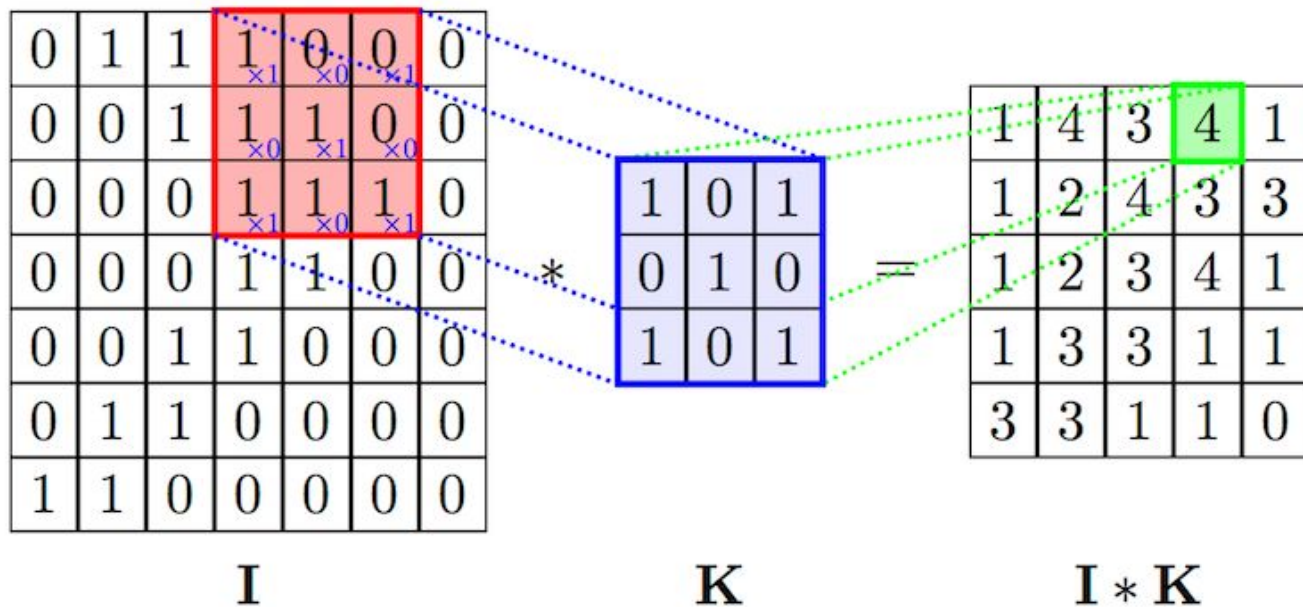 0 1 1 1×1 0×0 0×1 0
0 0 1 1×0 1×1 0×0 0
0 0 0 1×1 1×0 1×1 0
0 0 0 1 1 0 0
0 0 1 1 0 0 0
0 1 1 0 0 0 0
1 1 0 0 0 0 0
I
*
1 0 1
0 1 0
1 0 1
K
=
1 4 3 4 1
1 2 4 3 3
1 2 3 4 1
1 3 3 1 1
3 3 1 1 0
I * K